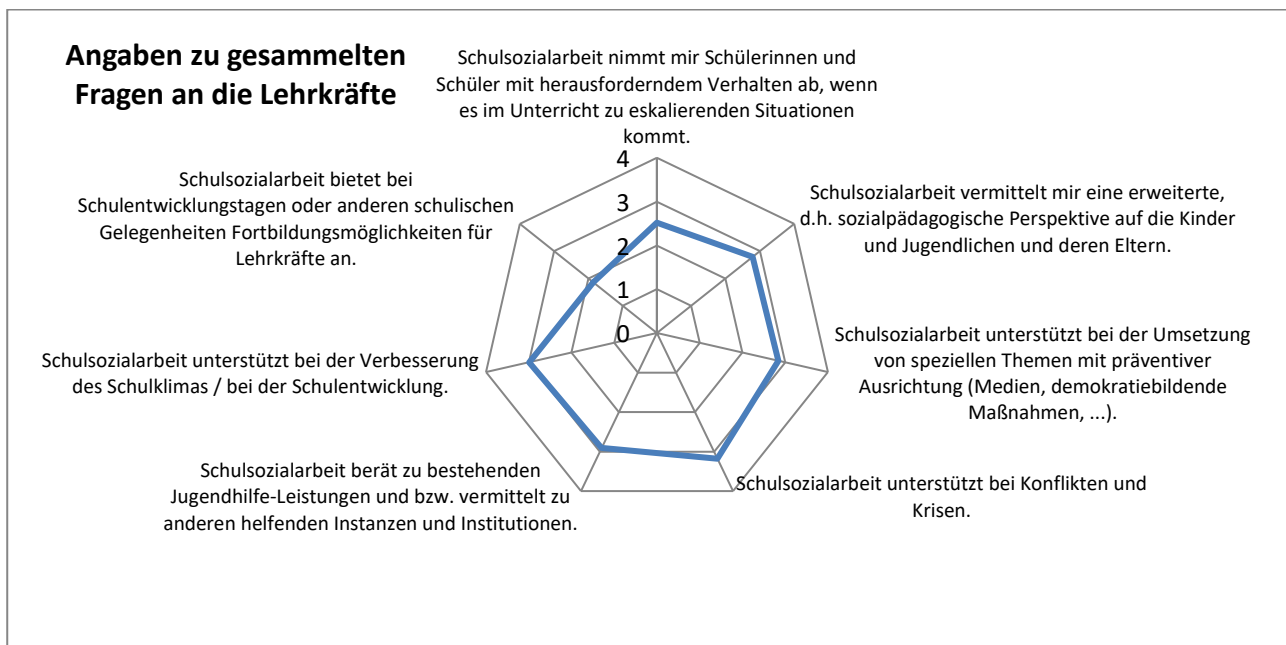 Angaben zu gesammelten
Fragen an die Lehrkräfte
Schulsozialarbeit nimmt mir Schülerinnen und
Schüler mit herausforderndem Verhalten ab, wenn
es im Unterricht zu eskalierenden Situationen
kommt.
Schulsozialarbeit vermittelt mir eine erweiterte,
d.h. sozialpädagogische Perspektive auf die Kinder
und Jugendlichen und deren Eltern.
Schulsozialarbeit unterstützt bei der Umsetzung
von speziellen Themen mit präventiver
Ausrichtung (Medien, demokratiebildende
Maßnahmen, ...).
Schulsozialarbeit unterstützt bei Konflikten und
Krisen.
Schulsozialarbeit berät zu bestehenden
Jugendhilfe-Leistungen und bzw. vermittelt zu
anderen helfenden Instanzen und Institutionen.
Schulsozialarbeit unterstützt bei der Verbesserung
des Schulklimas / bei der Schulentwicklung.
Schulsozialarbeit bietet bei
Schulentwicklungstagen oder anderen schulischen
Gelegenheiten Fortbildungsmöglichkeiten für
Lehrkräfte an.
4
3
2
1
0